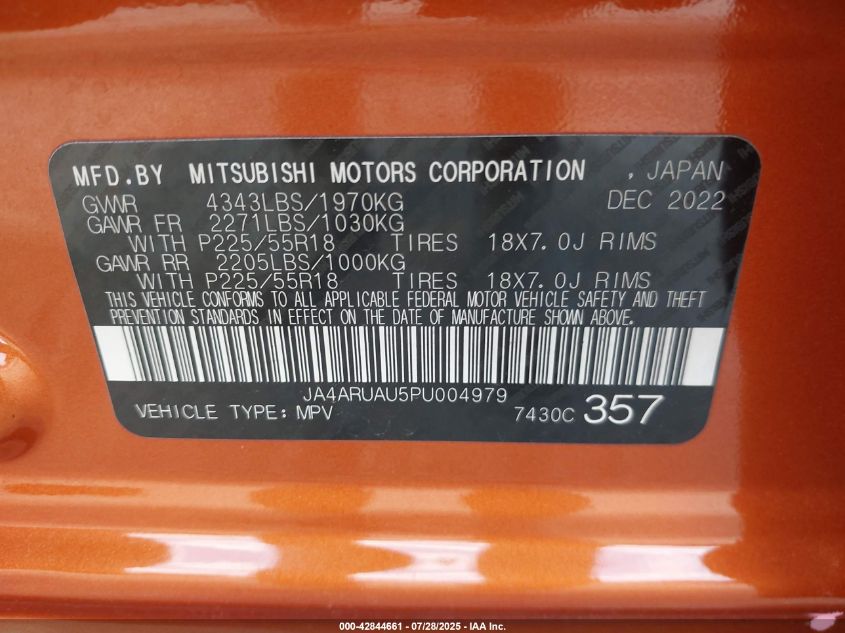 MFD.BY MITSUBISHI MOTORS CORPORATION , JAPAN
GVWR 4343LBS/1970KG DEC 2022
GAWR FR 2271LBS/1030KG
WITH P225/55R18 TIRES 18X7.0J RIMS
GAWR RR 2205LBS/1000KG
WITH P225/55R18 TIRES 18X7.0J RIMS
THIS VEHICLE CONFORMS TO ALL APPLICABLE FEDERAL MOTOR VEHICLE SAFETY AND THEFT
PREVENTION STANDARDS IN EFFECT ON THE DATE OF MANUFACTURE SHOWN ABOVE.
JA4ARUAU5PU004979
VEHICLE TYPE: MPV 7430C 357
000-42844661 - 07/28/2025 - IAA Inc.